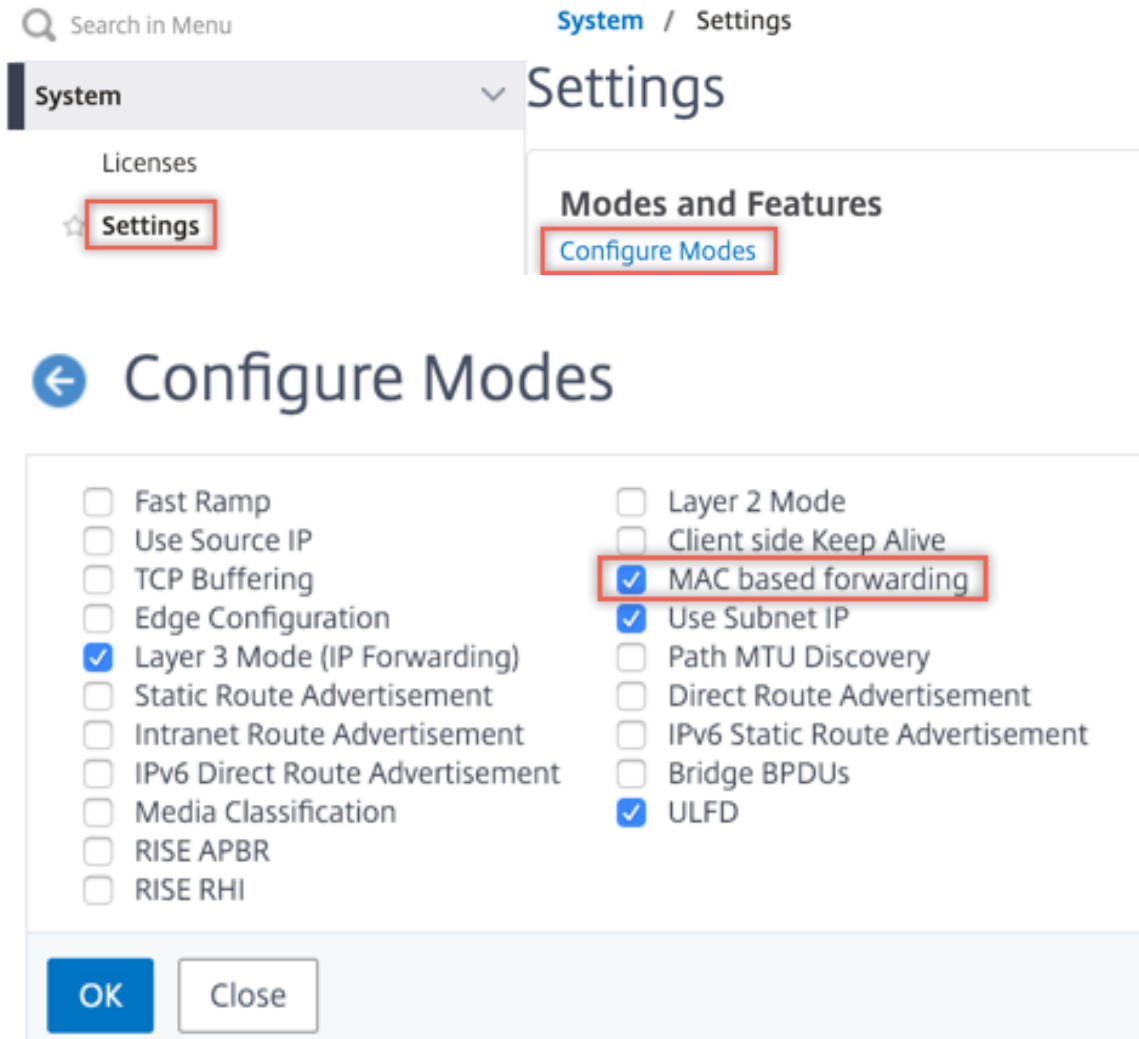 Search in Menu
System
Licenses
Settings
System / Settings
Settings
Modes and Features
Configure Modes
Configure Modes
Fast Ramp
Use Source IP
TCP Buffering
Edge Configuration
Layer 3 Mode (IP Forwarding)
Static Route Advertisement
Intranet Route Advertisement
IPv6 Direct Route Advertisement
Media Classification
RISE APBR
RISE RHI
Layer 2 Mode
Client side Keep Alive
MAC based forwarding
Use Subnet IP
Path MTU Discovery
Direct Route Advertisement
IPv6 Static Route Advertisement
Bridge BPDUs
ULFD
OK
Close